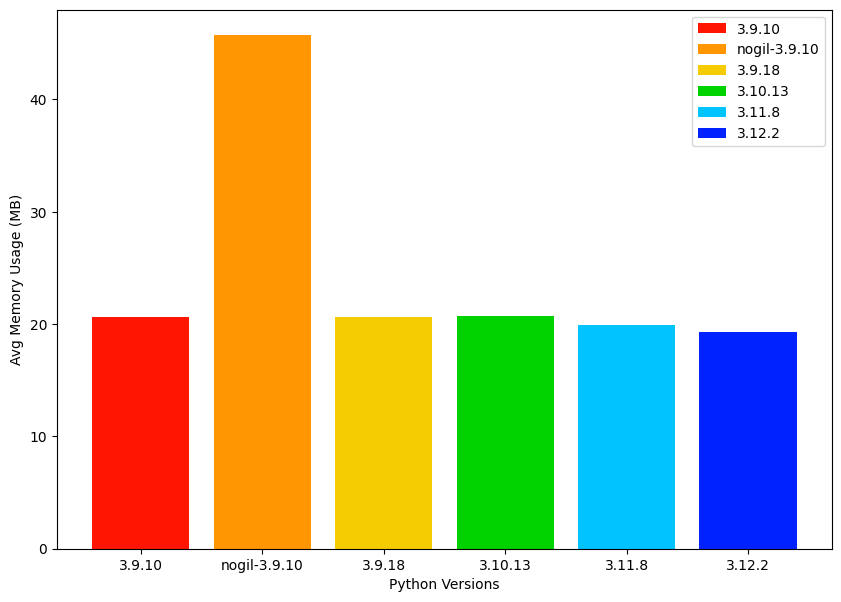 Avg Memory Usage (MB)
40
30
20
10
0
3.9.10
nogil-3.9.10
3.9.18
3.10.13
3.11.8
3.12.2
3.9.10 nogil-3.9.10 3.9.18 3.10.13 3.11.8 3.12.2
Python Versions